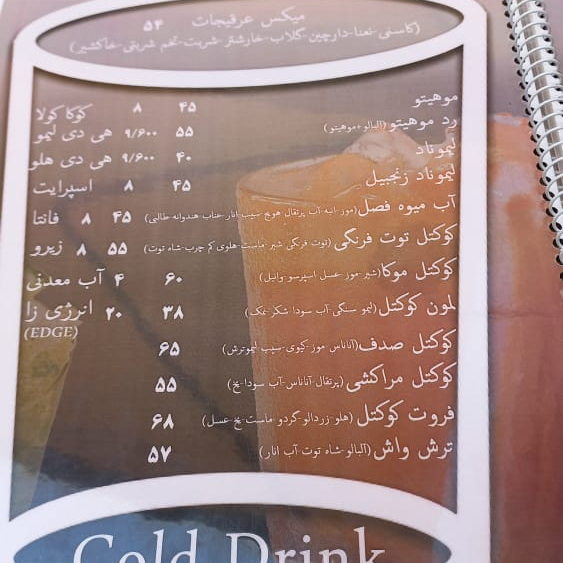 میکس عرقیجات ۵۴
(کاسنی-نعنا-دارچین-گلاب-خارشتر-شربت-تخم شربتی-خاکشیر)
موهیتو ۴۵
رد موهیتو(آلبالو+موهیتو) ۵۵
لیموناد ۴۰
لیموناد زنجبیل ۴۵
آب میوه فصل(موز-انبه-آب پرتقال-هویج-سیب-انار-عناب-هندوانه-طالبی) ۴۵
کوکتل توت فرنگی(توت فرنگی-شیر-ماست-هلوی کم چرب-شاه توت) ۵۵
کوکتل موکا(شیر-موز-عسل-اسپرسو-وانیل) ۶۰
لمون کوکتل(لیمو سنگی-آب سودا-شکر-نمک) ۳۸
کوکتل صدف(آناناس-موز-کیوی-سیب-لیموترش) ۶۵
کوکتل مراکشی(پرتقال-آناناس-آب سودا-یخ) ۵۵
فروت کوکتل(هلو-زردآلو-گردو-ماست-یخ-عسل) ۶۸
ترش واش(آلبالو-شاه توت-آب انار) ۵۷
کوکا کولا ۸
هی دی لیمو ۹/۶۰۰
هی دی هلو ۹/۶۰۰
اسپرایت ۸
فانتا ۸
زیرو ۸
آب معدنی ۴
انرژی زا ۲۰
(EDGE)
Cold Drink